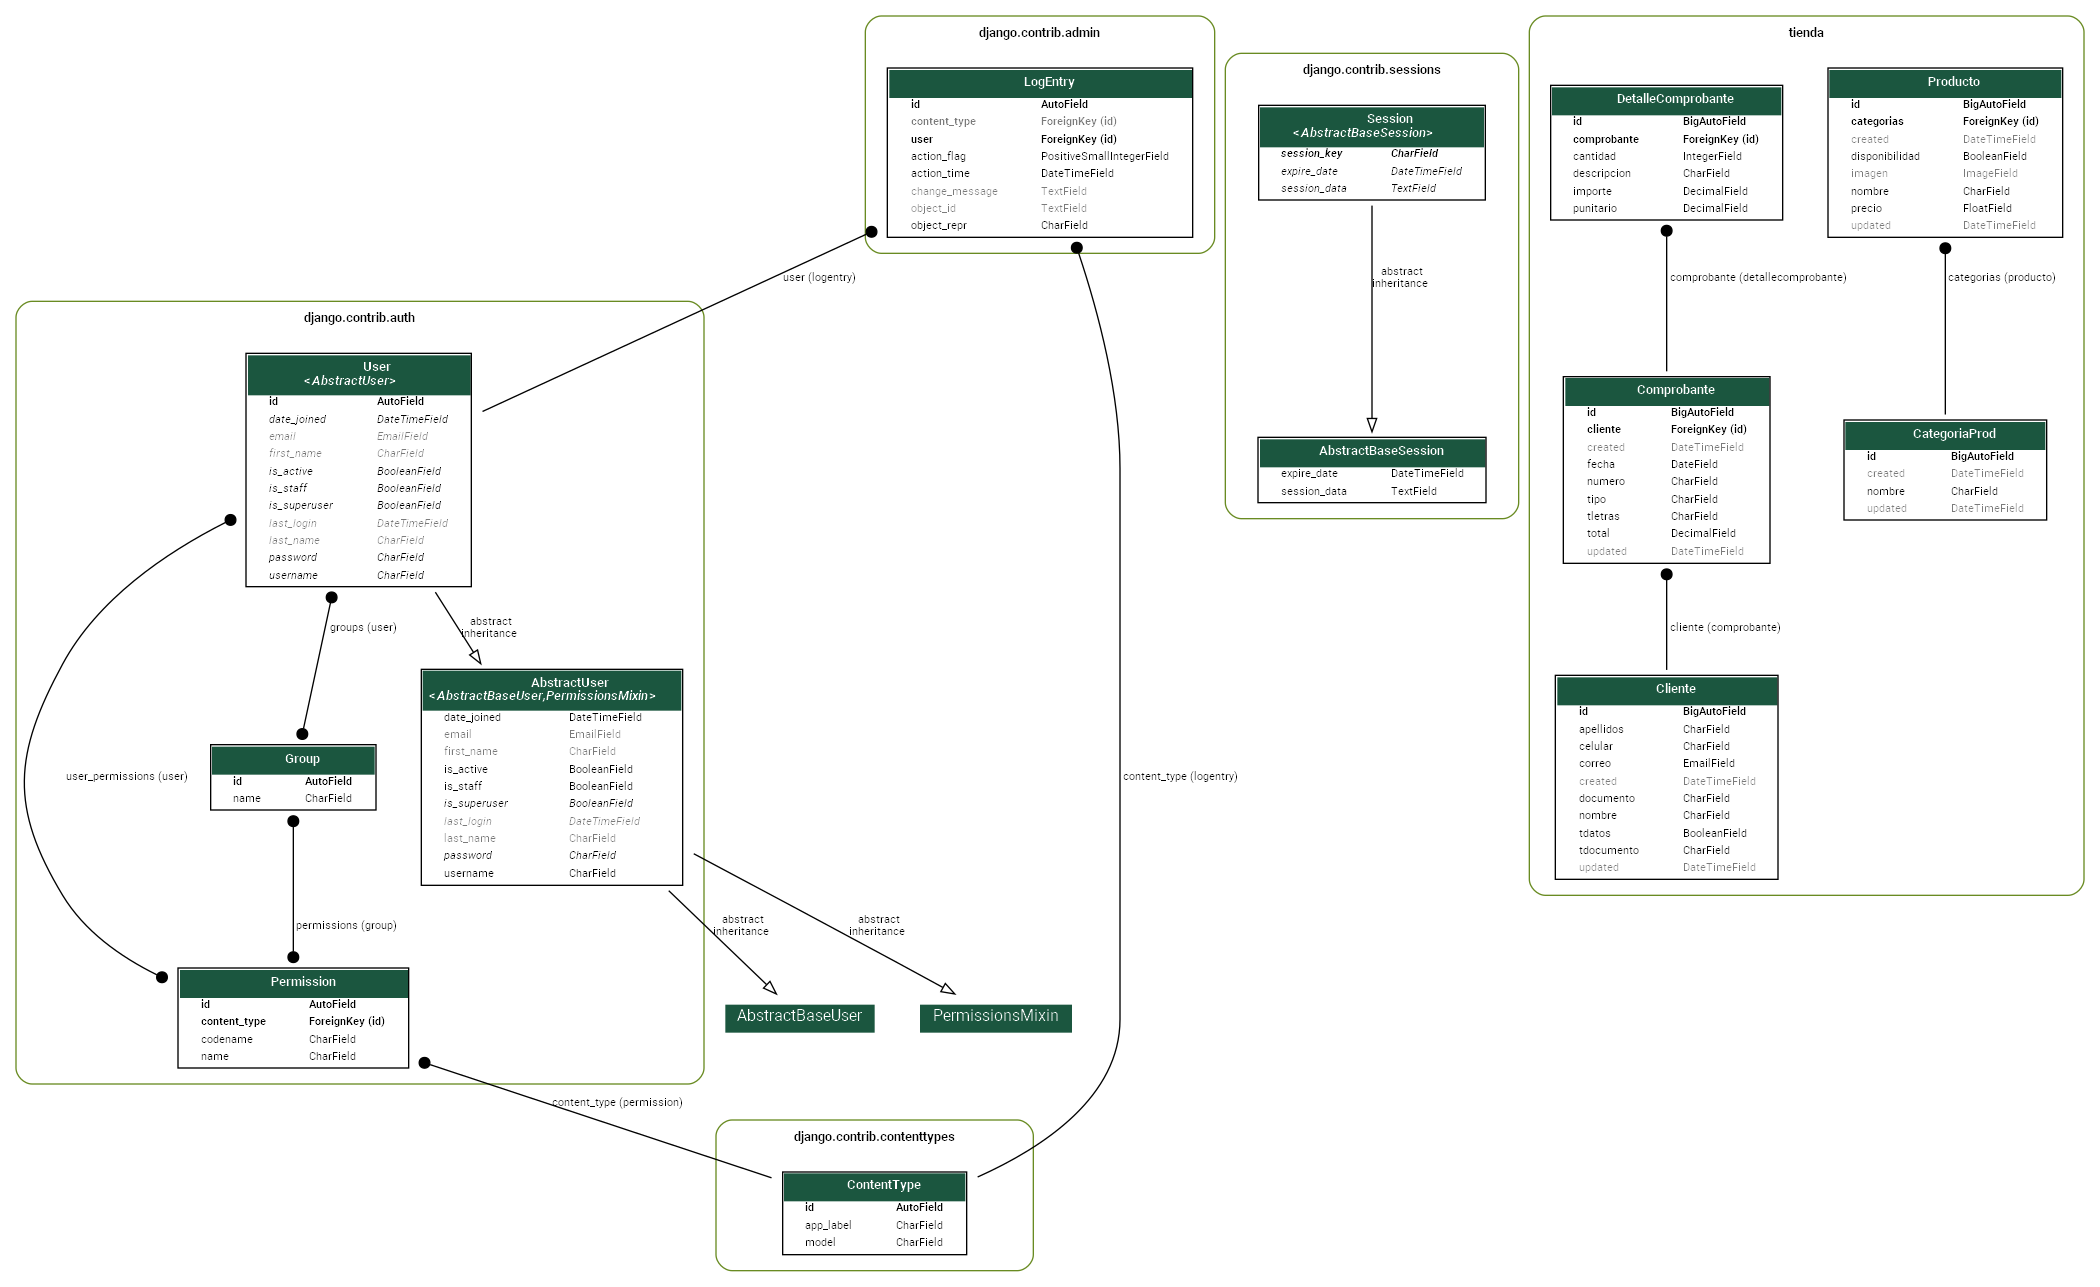 django.contrib.admin
LogEntry
id AutoField
content_type ForeignKey (id)
user ForeignKey (id)
action_flag PositiveSmallIntegerField
action_time DateTimeField
change_message TextField
object_id TextField
object_repr CharField
django.contrib.sessions
Session
<AbstractBaseSession>
session_key CharField
expire_date DateTimeField
session_data TextField
abstract
inheritance
AbstractBaseSession
expire_date DateTimeField
session_data TextField
tienda
DetalleComprobante
id BigAutoField
comprobante ForeignKey (id)
cantidad IntegerField
descripcion CharField
importe DecimalField
punitario DecimalField
Producto
id BigAutoField
categorias ForeignKey (id)
created DateTimeField
disponibilidad BooleanField
imagen ImageField
nombre CharField
precio FloatField
updated DateTimeField
comprobante (detallecomprobante)
categorias (producto)
Comprobante
id BigAutoField
cliente ForeignKey (id)
created DateTimeField
fecha DateField
numero CharField
tipo CharField
tletras CharField
total DecimalField
updated DateTimeField
CategoriaProd
id BigAutoField
created DateTimeField
nombre CharField
updated DateTimeField
cliente (comprobante)
Cliente
id BigAutoField
apellidos CharField
celular CharField
correo EmailField
created DateTimeField
documento CharField
nombre CharField
tdatos BooleanField
tdocumento CharField
updated DateTimeField
user (logentry)
django.contrib.auth
User
<AbstractUser>
id AutoField
date_joined DateTimeField
email EmailField
first_name CharField
is_active BooleanField
is_staff BooleanField
is_superuser BooleanField
last_login DateTimeField
last_name CharField
password CharField
username CharField
groups (user)
abstract
inheritance
AbstractUser
<AbstractBaseUser,PermissionsMixin>
date_joined DateTimeField
email EmailField
first_name CharField
is_active BooleanField
is_staff BooleanField
is_superuser BooleanField
last_login DateTimeField
last_name CharField
password CharField
username CharField
Group
id AutoField
name CharField
user_permissions (user)
content_type (logentry)
permissions (group)
abstract
inheritance
abstract
inheritance
Permission
id AutoField
content_type ForeignKey (id)
codename CharField
name CharField
AbstractBaseUser
PermissionsMixin
content_type (permission)
django.contrib.contenttypes
ContentType
id AutoField
app_label CharField
model CharField